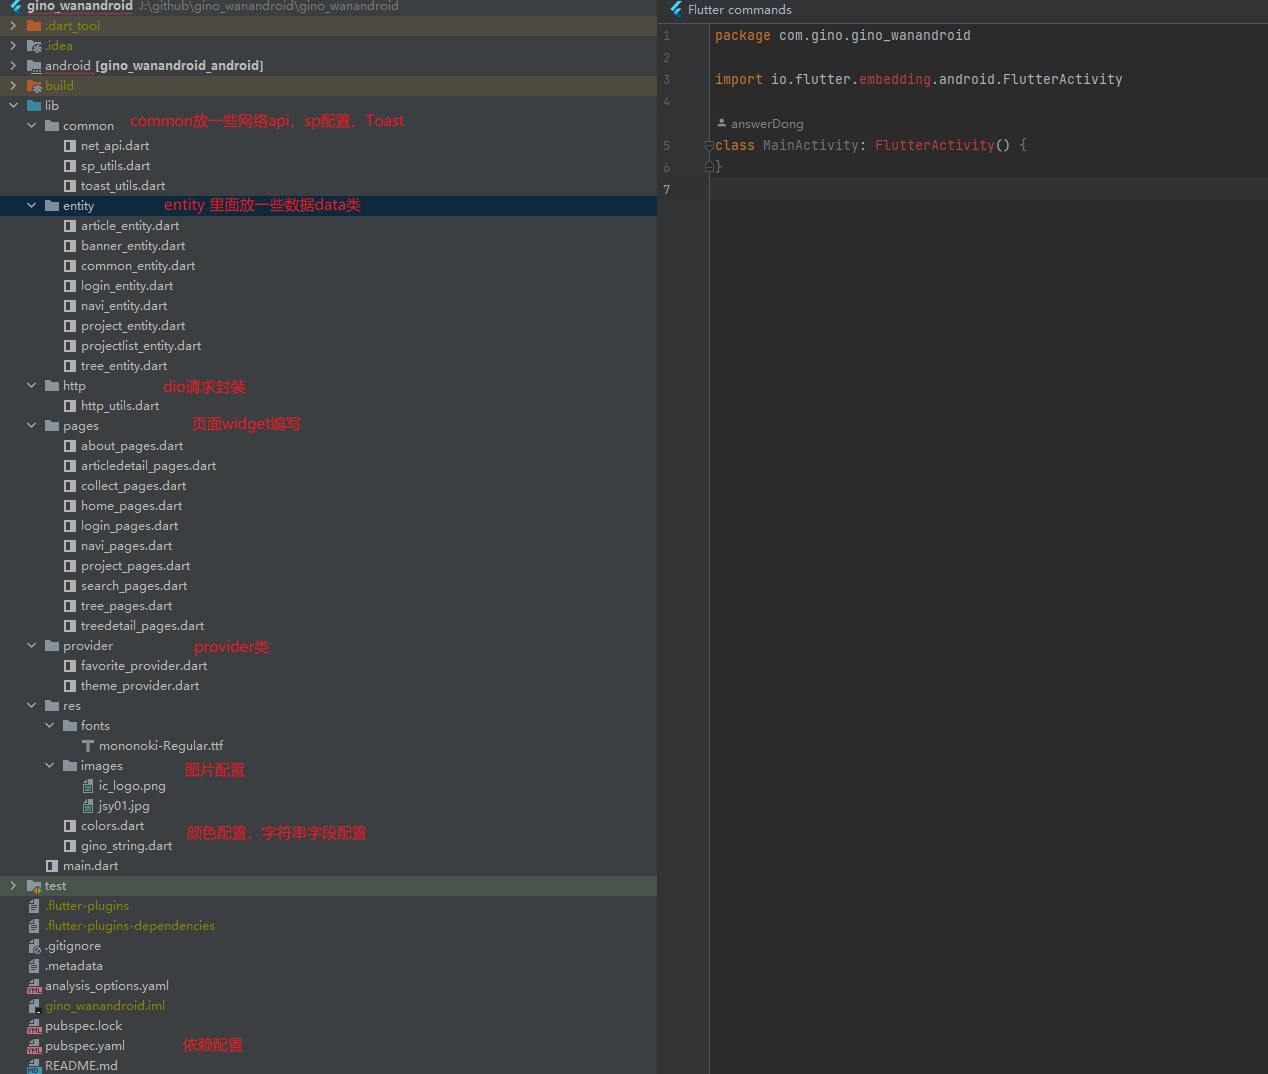 gino_wanandroid J:\github\gino_wanandroid\gino_wanandroid
.dart_tool
.idea
android [gino_wanandroid_android]
build
lib
common common放一些网络api，sp配置、Toast
net_api.dart
sp_utils.dart
toast_utils.dart
entity entity 里面放一些数据data类
article_entity.dart
banner_entity.dart
common_entity.dart
login_entity.dart
navi_entity.dart
project_entity.dart
projectlist_entity.dart
tree_entity.dart
http dio请求封装
http_utils.dart
pages 页面widget编写
about_pages.dart
articledetail_pages.dart
collect_pages.dart
home_pages.dart
login_pages.dart
navi_pages.dart
project_pages.dart
search_pages.dart
tree_pages.dart
treedetail_pages.dart
provider provider类
favorite_provider.dart
theme_provider.dart
res
fonts
mononoki-Regular.ttf
images 图片配置
ic_logo.png
jsy01.jpg
colors.dart 颜色配置、字符串字段配置
gino_string.dart
main.dart
test
.flutter-plugins
.flutter-plugins-dependencies
.gitignore
.metadata
analysis_options.yaml
gino_wanandroid.iml
pubspec.lock
pubspec.yaml 依赖配置
README.md
Flutter commands
1 package com.gino.gino_wanandroid
2
3 import io.flutter.embedding.android.FlutterActivity
4
answerDong
5 class MainActivity: FlutterActivity() {
6 }
7